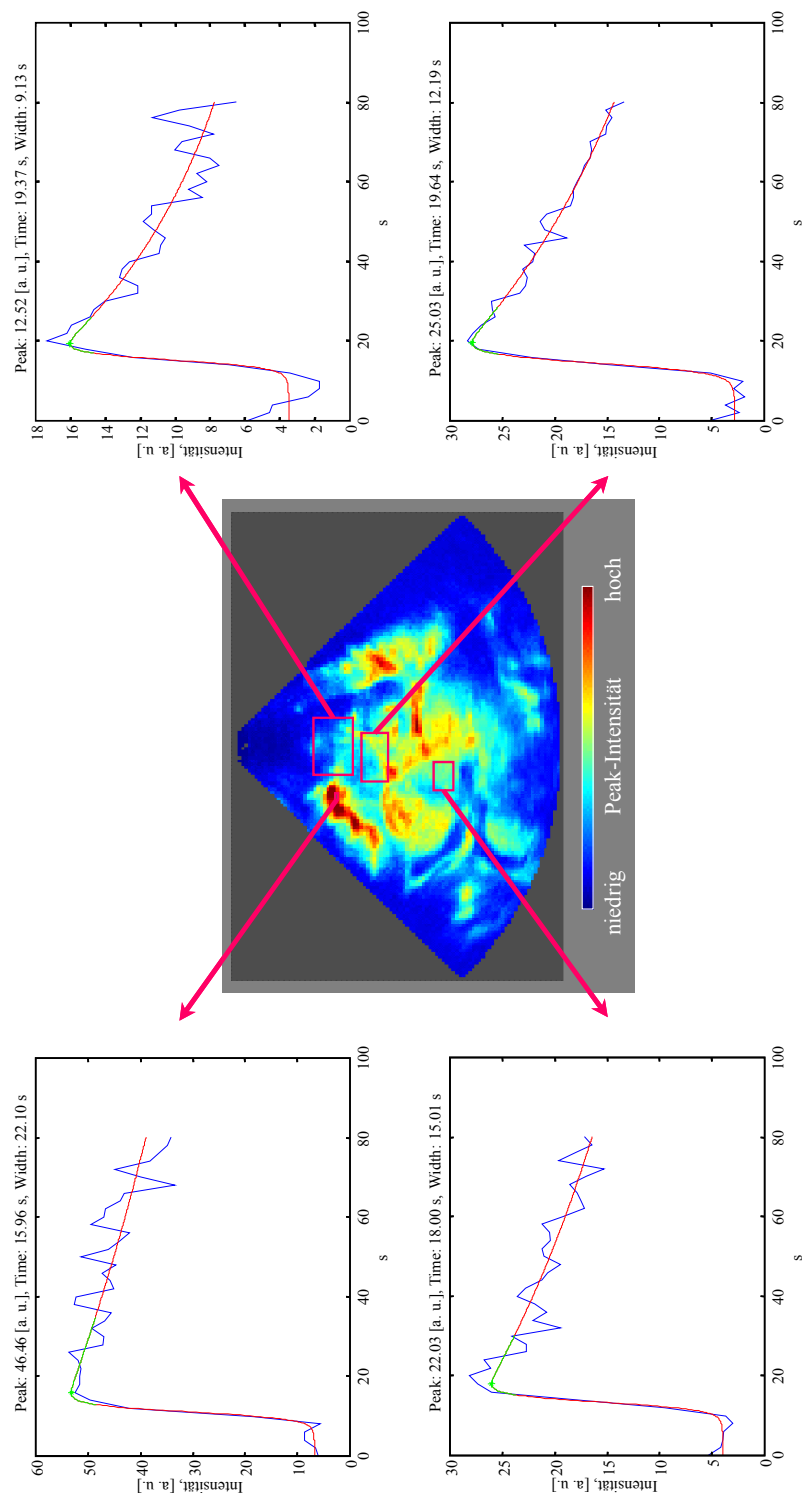 Peak: 46.46 [a. u.], Time: 15.96 s, Width: 22.10 s
60
50
40
30
20
10
0
Intensität, [a. u.]
0 20 40 60 80 100
s
Peak: 12.52 [a. u.], Time: 19.37 s, Width: 9.13 s
18
16
14
12
10
8
6
4
2
0
Intensität, [a. u.]
0 20 40 60 80 100
s
niedrig Peak-Intensität hoch
Peak: 22.03 [a. u.], Time: 18.00 s, Width: 15.01 s
30
25
20
15
10
5
0
Intensität, [a. u.]
0 20 40 60 80 100
s
Peak: 25.03 [a. u.], Time: 19.64 s, Width: 12.19 s
30
25
20
15
10
5
0
Intensität, [a. u.]
0 20 40 60 80 100
s